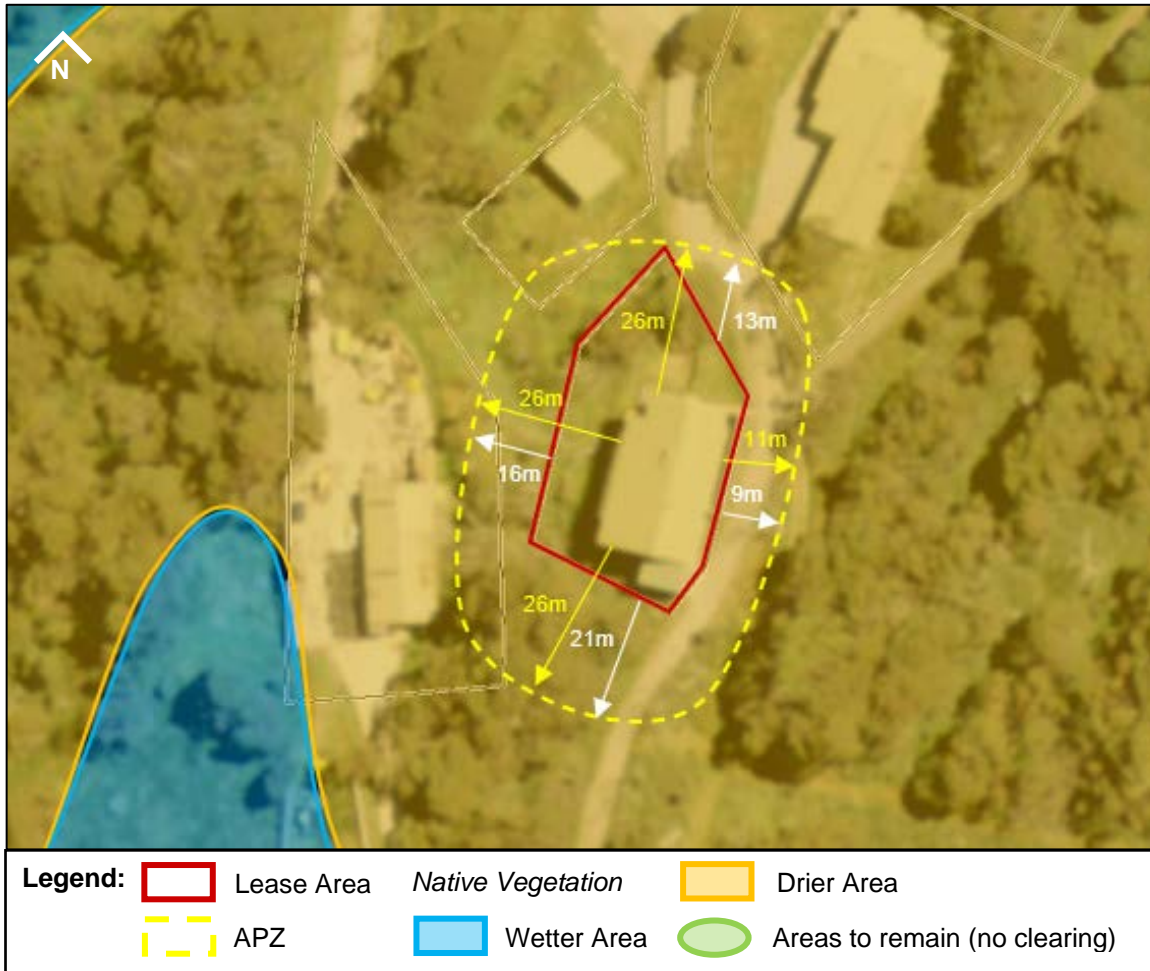 N
26m
13m
26m
11m
16m
9m
26m
21m
Legend: Lease Area Native Vegetation Drier Area
APZ Wetter Area Areas to remain (no clearing)